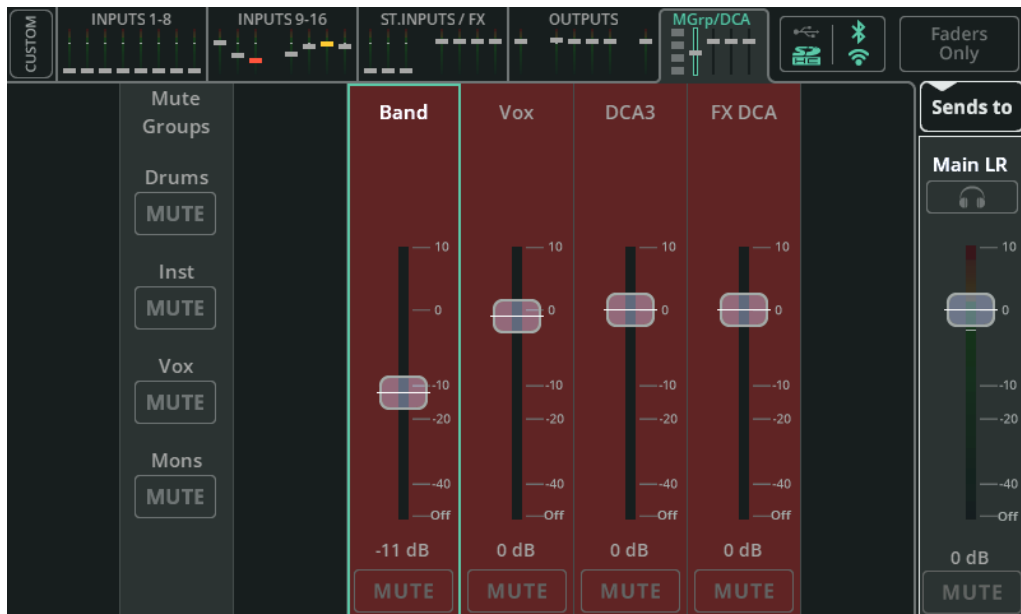 CUSTOM
INPUTS 1-8
INPUTS 9-16
ST.INPUTS / FX
OUTPUTS
MGrp/DCA
SD
HC
Faders
Only
Mute
Groups
Drums
MUTE
Inst
MUTE
Vox
MUTE
Mons
MUTE
Band
10
0
-10
-20
-40
Off
-11 dB
MUTE
Vox
10
0
-10
-20
-40
Off
0 dB
MUTE
DCA3
10
0
-10
-20
-40
Off
0 dB
MUTE
FX DCA
10
0
-10
-20
-40
Off
0 dB
MUTE
Sends to
Main LR
10
0
-10
-20
-40
Off
0 dB
MUTE